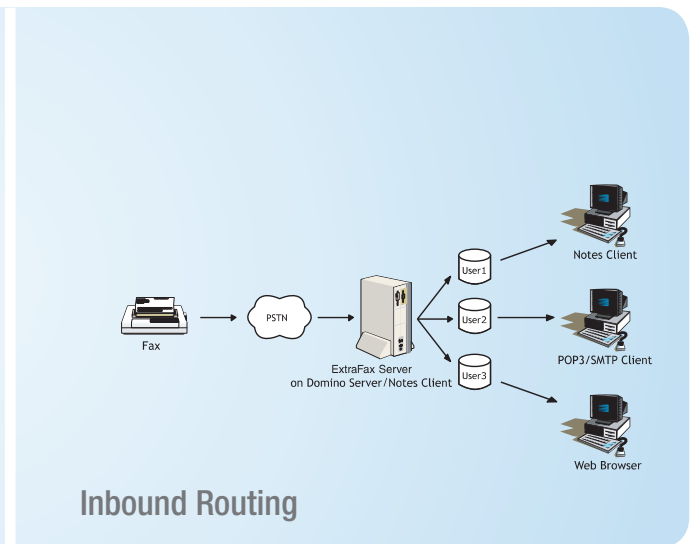 Fax
PSTN
ExtraFax Server
on Domino Server/Notes Client
User1
User2
User3
Notes Client
POP3/SMTP Client
Web Browser
Inbound Routing